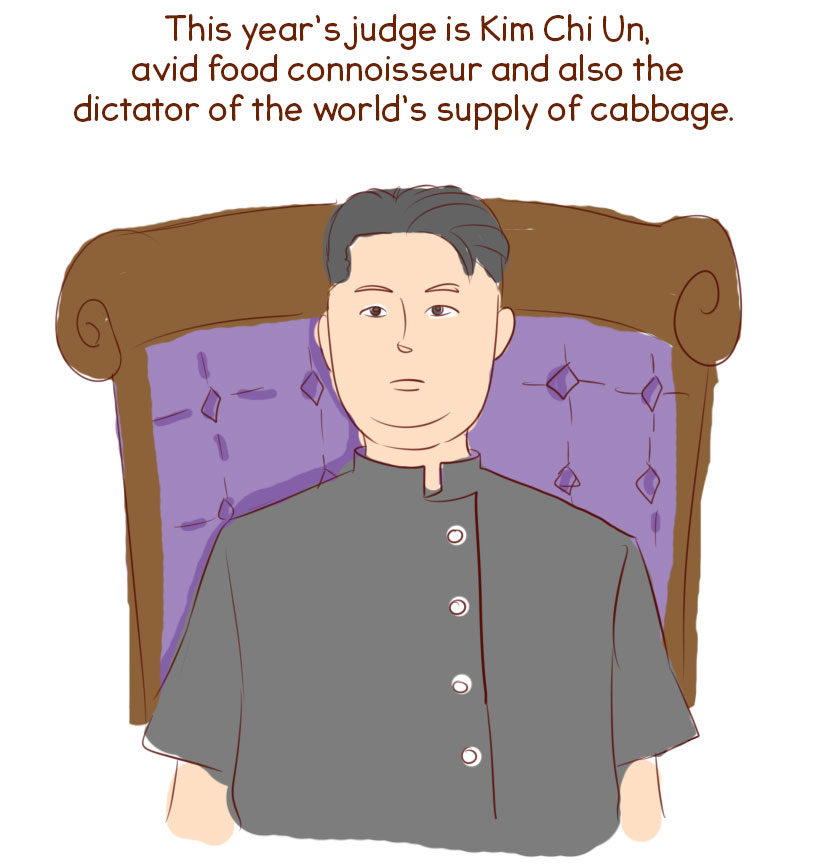 This year's judge is Kim Chi Un,
avid food connoisseur and also the
dictator of the world's supply of cabbage.